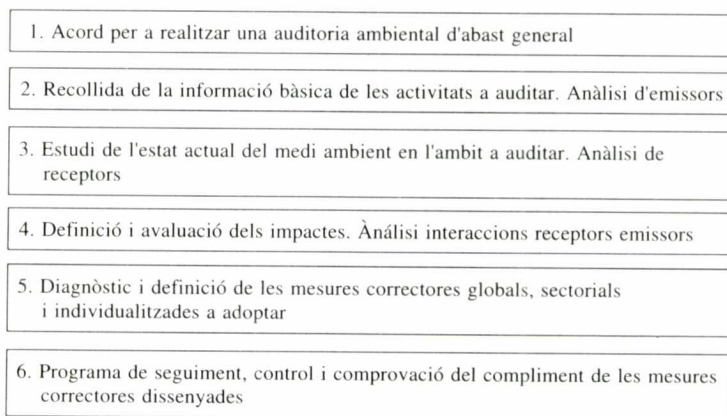 1. Acord per a realitzar una auditoria ambiental d'abast general
2. Recollida de la informació bàsica de les activitats a auditar. Anàlisi d'emissors
3. Estudi de l'estat actual del medi ambient en l'ambit a auditar. Anàlisi de
receptors
4. Definició i avaluació dels impactes. Ànálisi interaccions receptors emissors
5. Diagnòstic i definició de les mesures correctores globals, sectorials
i individualitzades a adoptar
6. Programa de seguiment, control i comprovació del compliment de les mesures
correctores dissenyades